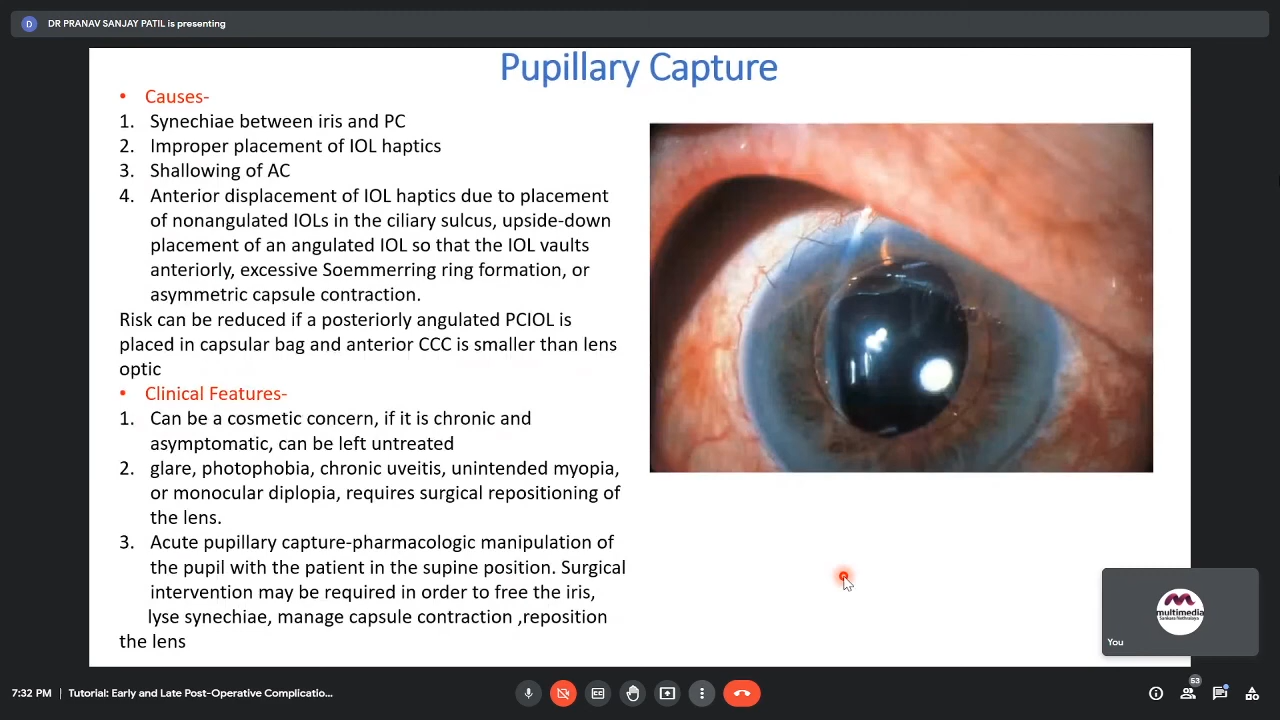 D DR PRANAV SANJAY PATIL is presenting
Pupillary Capture
• Causes-
1. Synechiae between iris and PC
2. Improper placement of IOL haptics
3. Shallowing of AC
4. Anterior displacement of IOL haptics due to placement
of nonangulated IOLs in the ciliary sulcus, upside-down
placement of an angulated IOL so that the IOL vaults
anteriorly, excessive Soemmerring ring formation, or
asymmetric capsule contraction.
Risk can be reduced if a posteriorly angulated PCIOL is
placed in capsular bag and anterior CCC is smaller than lens
optic
• Clinical Features-
1. Can be a cosmetic concern, if it is chronic and
asymptomatic, can be left untreated
2. glare, photophobia, chronic uveitis, unintended myopia,
or monocular diplopia, requires surgical repositioning of
the lens.
3. Acute pupillary capture-pharmacologic manipulation of
the pupil with the patient in the supine position. Surgical
intervention may be required in order to free the iris,
lyse synechiae, manage capsule contraction ,reposition
the lens
multimedia
Sankara Nethralaya
You
7:32 PM | Tutorial: Early and Late Post-Operative Complicatio...
53